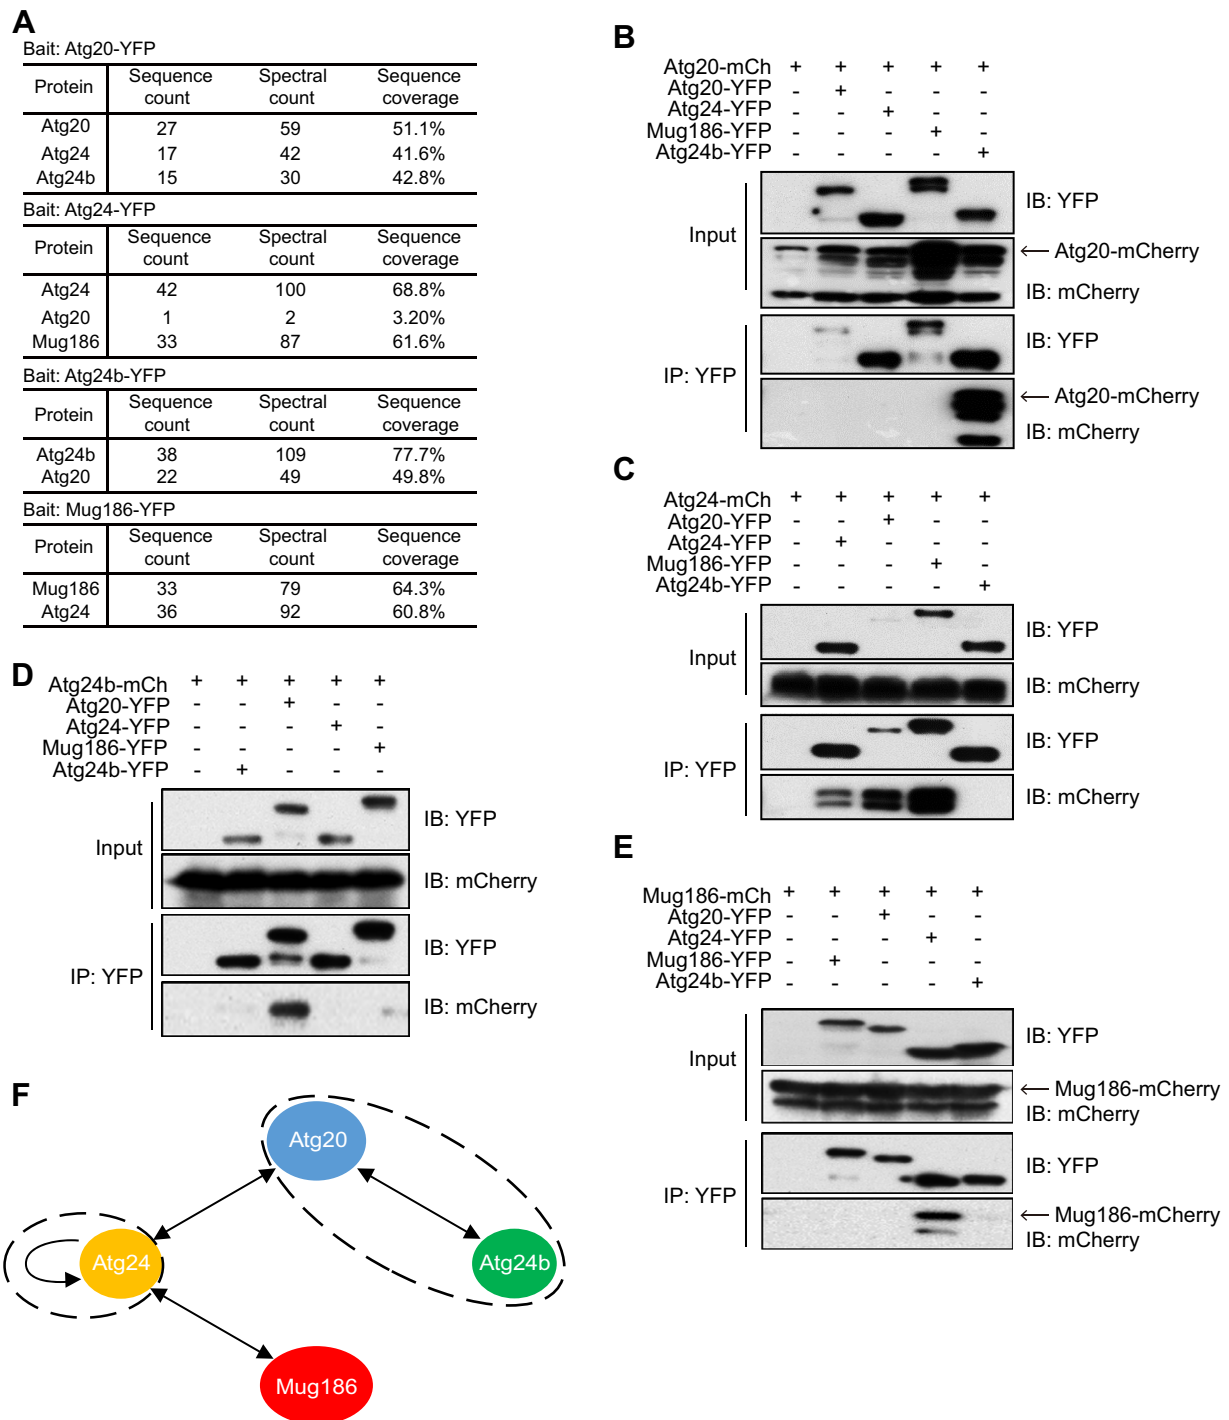 A
Bait: Atg20-YFP
Protein Sequence count Spectral count Sequence coverage
Atg20 27 59 51.1%
Atg24 17 42 41.6%
Atg24b 15 30 42.8%
Bait: Atg24-YFP
Protein Sequence count Spectral count Sequence coverage
Atg24 42 100 68.8%
Atg20 1 2 3.20%
Mug186 33 87 61.6%
Bait: Atg24b-YFP
Protein Sequence count Spectral count Sequence coverage
Atg24b 38 109 77.7%
Atg20 22 49 49.8%
Bait: Mug186-YFP
Protein Sequence count Spectral count Sequence coverage
Mug186 33 79 64.3%
Atg24 36 92 60.8%
B
Atg20-mCh + + + + +
Atg20-YFP - + - - -
Atg24-YFP - - + - -
Mug186-YFP - - - + -
Atg24b-YFP - - - - +
Input
IB: YFP
← Atg20-mCherry
IB: mCherry
IP: YFP
IB: YFP
← Atg20-mCherry
IB: mCherry
C
Atg24-mCh + + + + +
Atg20-YFP - - + - -
Atg24-YFP - + - - -
Mug186-YFP - - - + -
Atg24b-YFP - - - - +
Input
IB: YFP
IB: mCherry
IP: YFP
IB: YFP
IB: mCherry
D
Atg24b-mCh + + + + +
Atg20-YFP - - + - -
Atg24-YFP - - - + -
Mug186-YFP - - - - +
Atg24b-YFP - + - - -
Input
IB: YFP
IB: mCherry
IP: YFP
IB: YFP
IB: mCherry
E
Mug186-mCh + + + + +
Atg20-YFP - - + - -
Atg24-YFP - - - + -
Mug186-YFP - + - - -
Atg24b-YFP - - - - +
Input
IB: YFP
← Mug186-mCherry
IB: mCherry
IP: YFP
IB: YFP
← Mug186-mCherry
IB: mCherry
F
Atg20
Atg24
Atg24b
Mug186